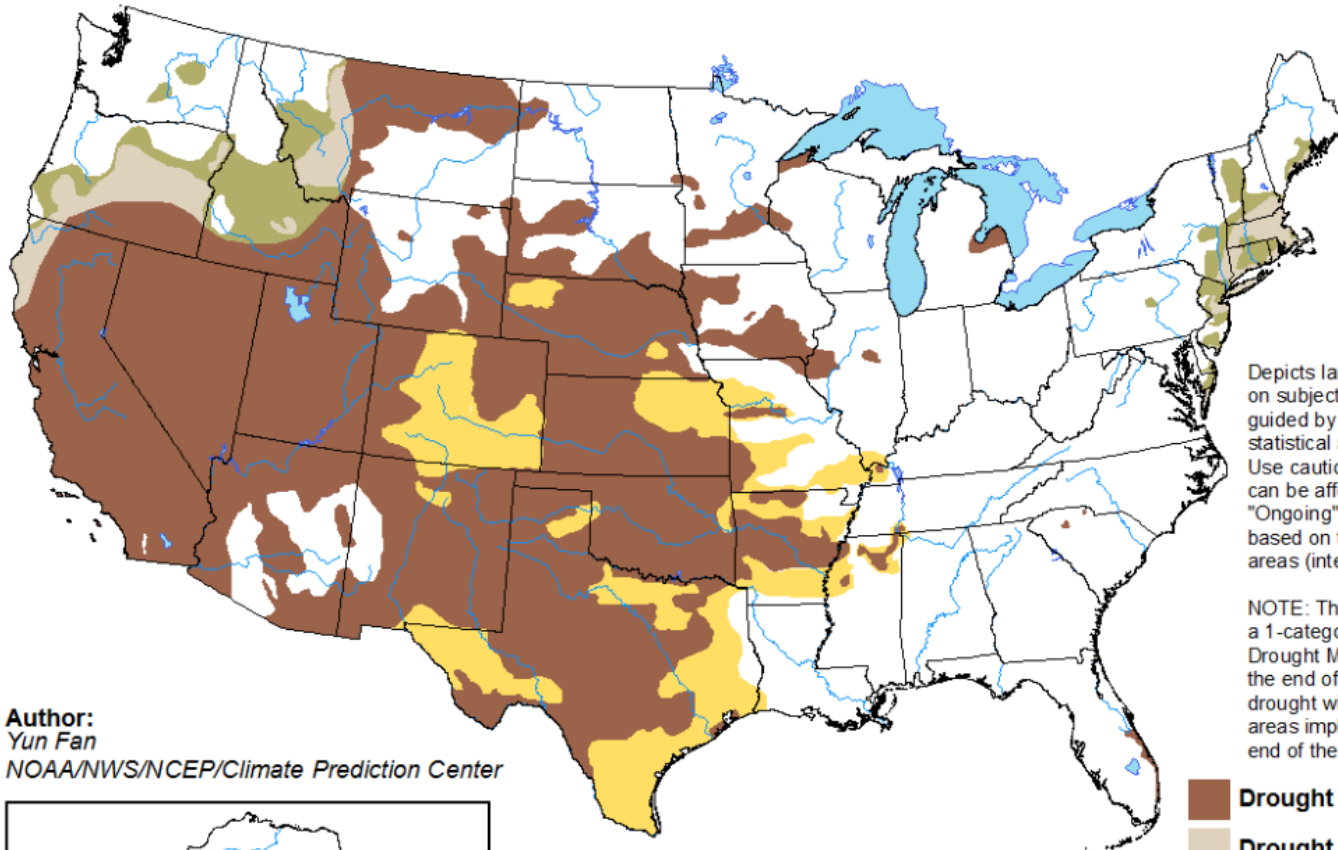 Depicts la
on subject
guided by
statistical
Use cautio
can be affe
"Ongoing"
based on t
areas (inte
NOTE: Th
a 1-catego
Drought M
the end of
drought wi
areas impl
end of the
Author:
Yun Fan
NOAA/NWS/NCEP/Climate Prediction Center
Drought
Drought